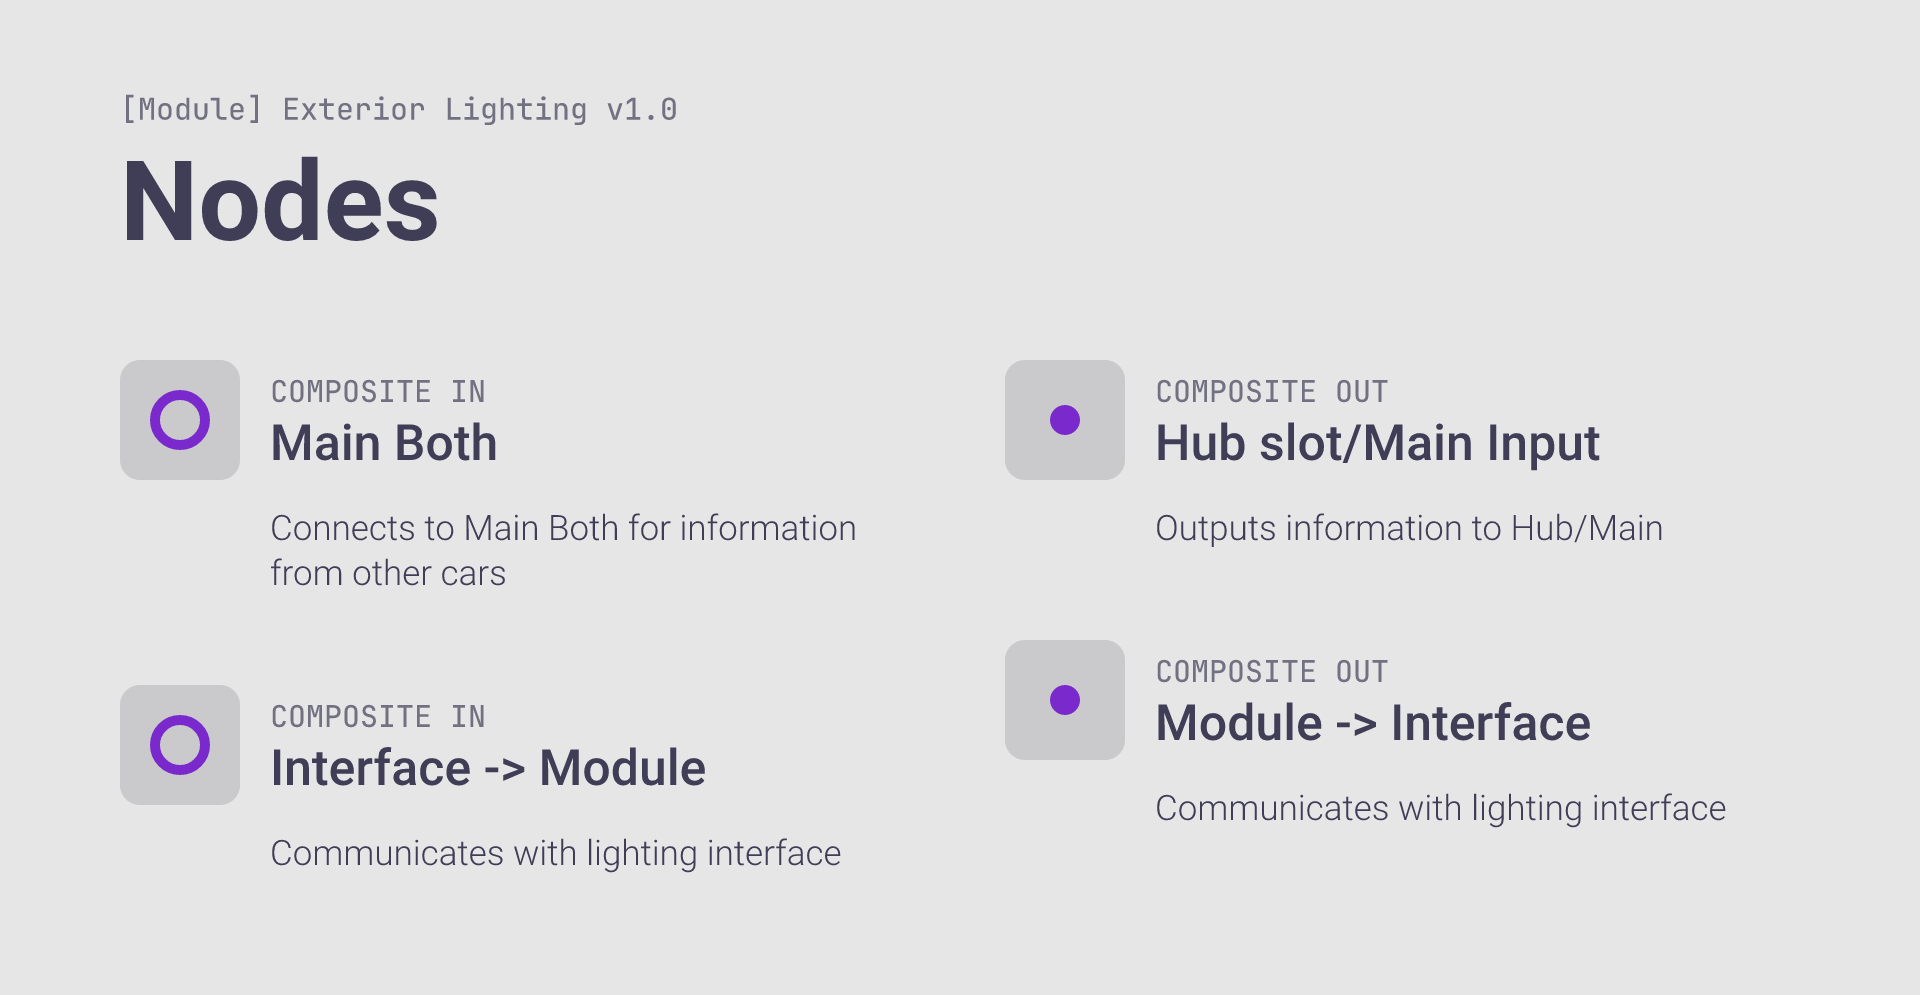 [Module] Exterior Lighting v1.0
Nodes
COMPOSITE IN
Main Both
Connects to Main Both for information
from other cars
COMPOSITE IN
Interface -> Module
Communicates with lighting interface
COMPOSITE OUT
Hub slot/Main Input
Outputs information to Hub/Main
COMPOSITE OUT
Module -> Interface
Communicates with lighting interface